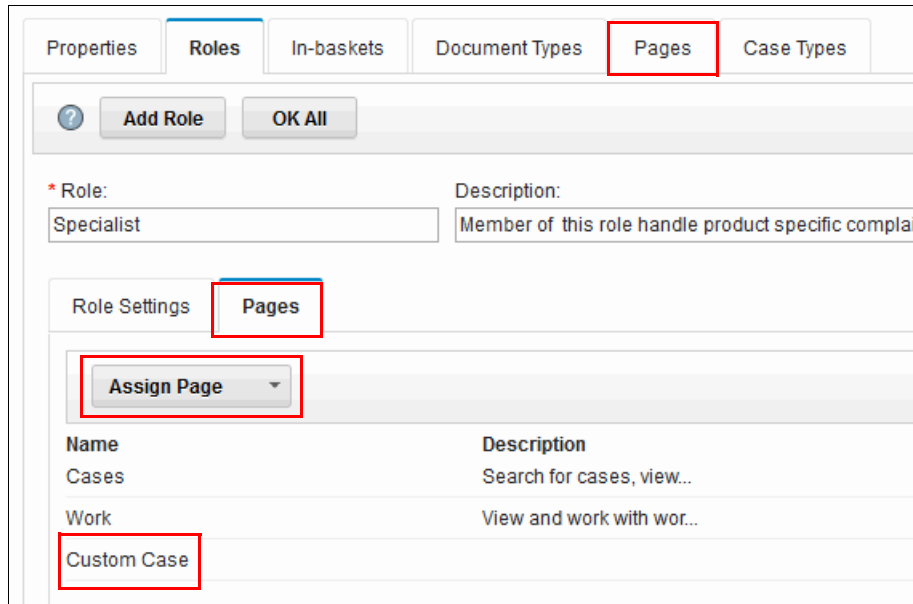 Properties Roles In-baskets Document Types Pages Case Types
? Add Role OK All
* Role: Description:
Specialist Member of this role handle product specific complai
Role Settings Pages
Assign Page
Name Description
Cases Search for cases, view...
Work View and work with wor...
Custom Case